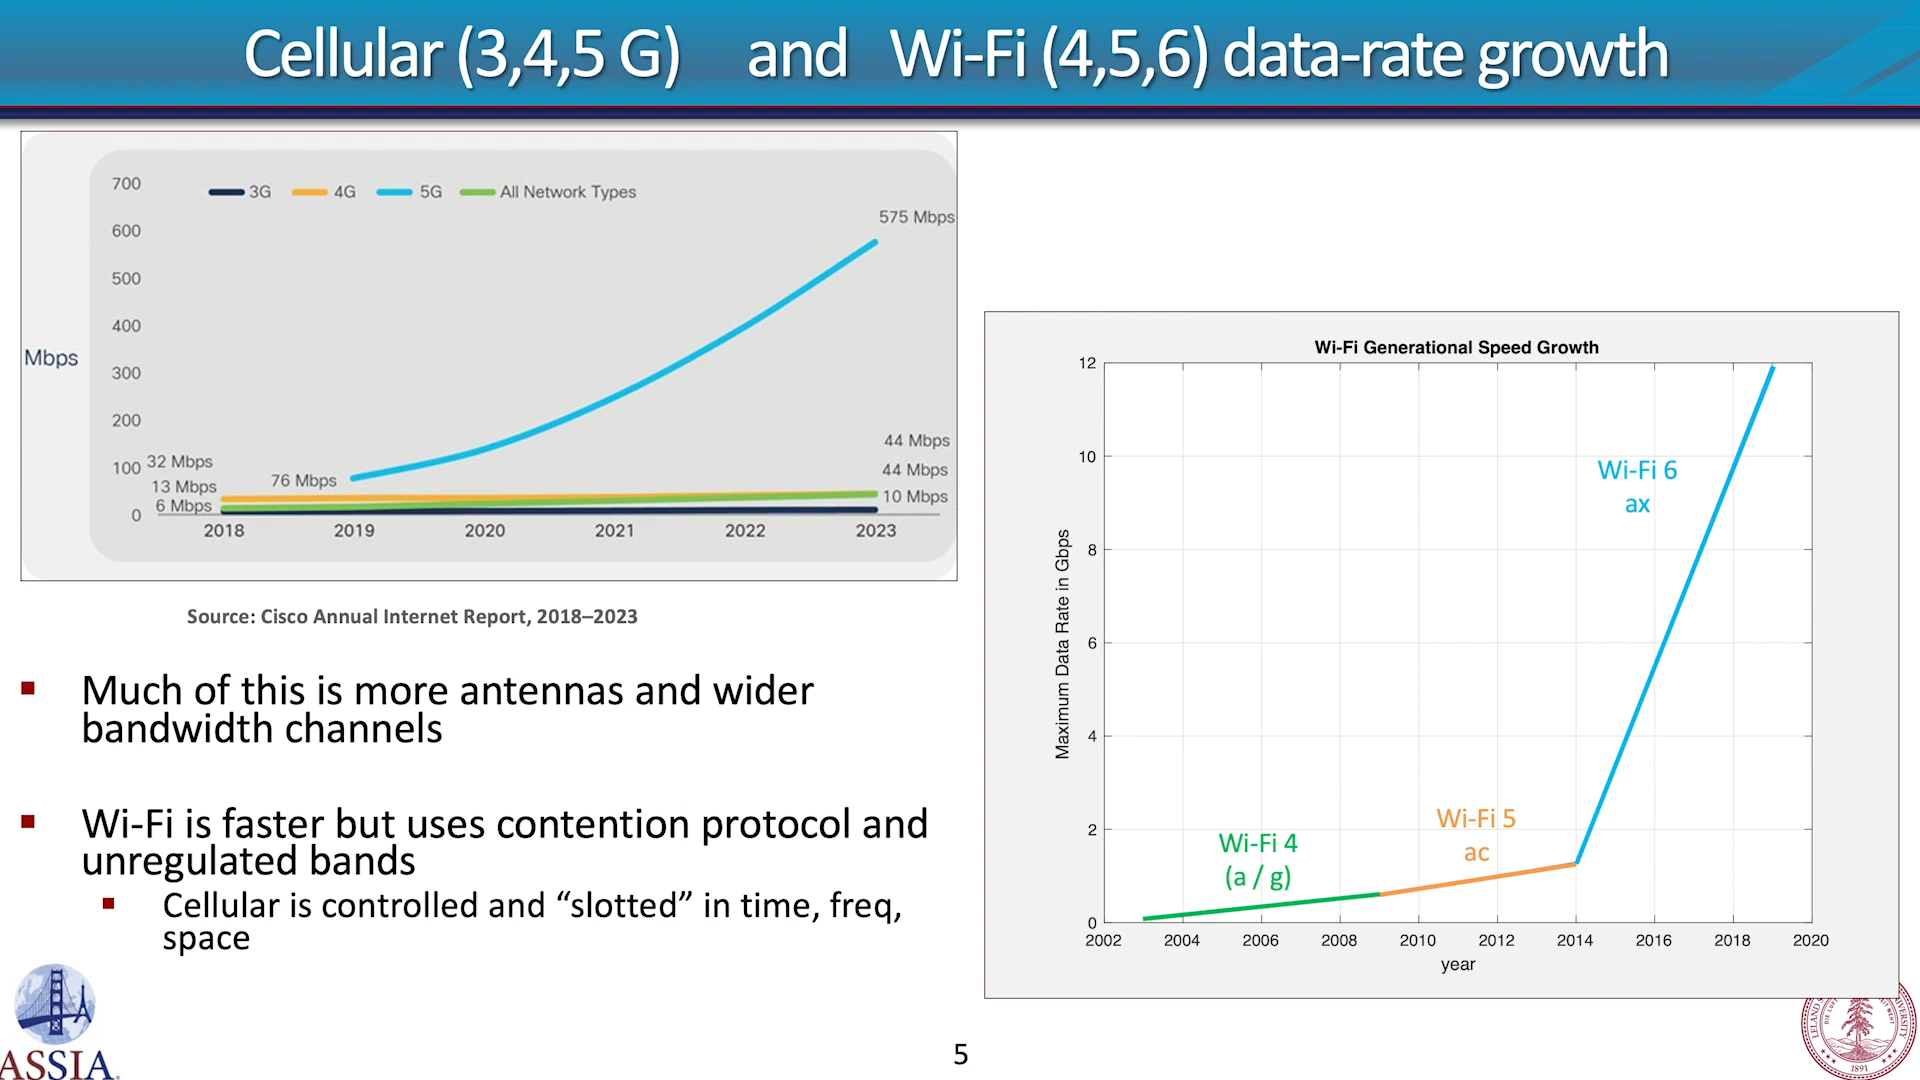 Cellular (3,4,5 G) and Wi-Fi (4,5,6) data-rate growth
700
600
500
400
300
200
100
0
Mbps
3G 4G 5G All Network Types
575 Mbps
32 Mbps
13 Mbps
6 Mbps
76 Mbps
44 Mbps
44 Mbps
10 Mbps
2018 2019 2020 2021 2022 2023
Source: Cisco Annual Internet Report, 2018–2023
Much of this is more antennas and wider
bandwidth channels
Wi-Fi is faster but uses contention protocol and
unregulated bands
Cellular is controlled and “slotted” in time, freq,
space
Wi-Fi Generational Speed Growth
Maximum Data Rate in Gbps
12
10
8
6
4
2
0
Wi-Fi 6
ax
Wi-Fi 5
ac
Wi-Fi 4
(a / g)
2002 2004 2006 2008 2010 2012 2014 2016 2018 2020
year
ASSIA
5
1891